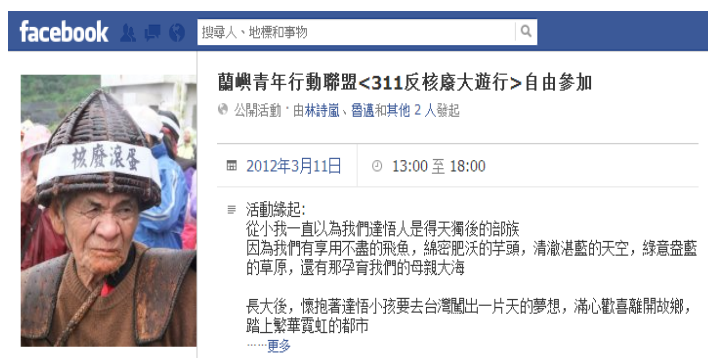 facebook
搜尋人、地標和事物
核廢滾蛋
蘭嶼青年行動聯盟<311反核廢大遊行>自由參加
公開活動．由林詩嵐、魯邁和其他 2 人發起
2012年3月11日
13:00 至 18:00
活動緣起:
從小我一直以為我們達悟人是得天獨後的部族
因為我們有享用不盡的飛魚，綿密肥沃的芋頭，清澈湛藍的天空，綠意盎藍
的草原，還有那孕育我們的母親大海
長大後，懷抱著達悟小孩要去台灣闖出一片天的夢想，滿心歡喜離開故鄉，
踏上繁華霓虹的都市
……更多